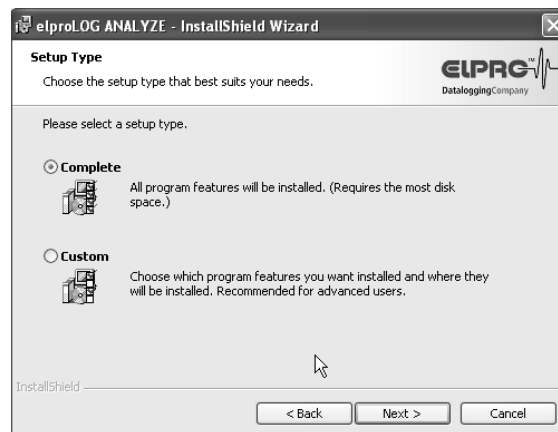 elproLOG ANALYZE - InstallShield Wizard
Setup Type
Choose the setup type that best suits your needs.
ELPRO™
DataloggingCompany
Please select a setup type.
Complete
All program features will be installed. (Requires the most disk
space.)
Custom
Choose which program features you want installed and where they
will be installed. Recommended for advanced users.
InstallShield
< Back
Next >
Cancel